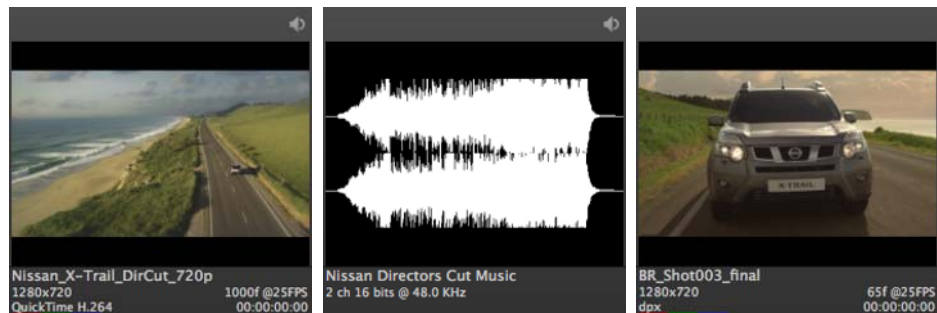 Nissan_X-Trail_DirCut_720p
1280x720 1000f @25FPS
QuickTime H.264 00:00:00:00
Nissan Directors Cut Music
2 ch 16 bits @ 48.0 KHz
X-TRAIL
BR_Shot003_final
1280x720 65f @25FPS
dpx 00:00:00:00